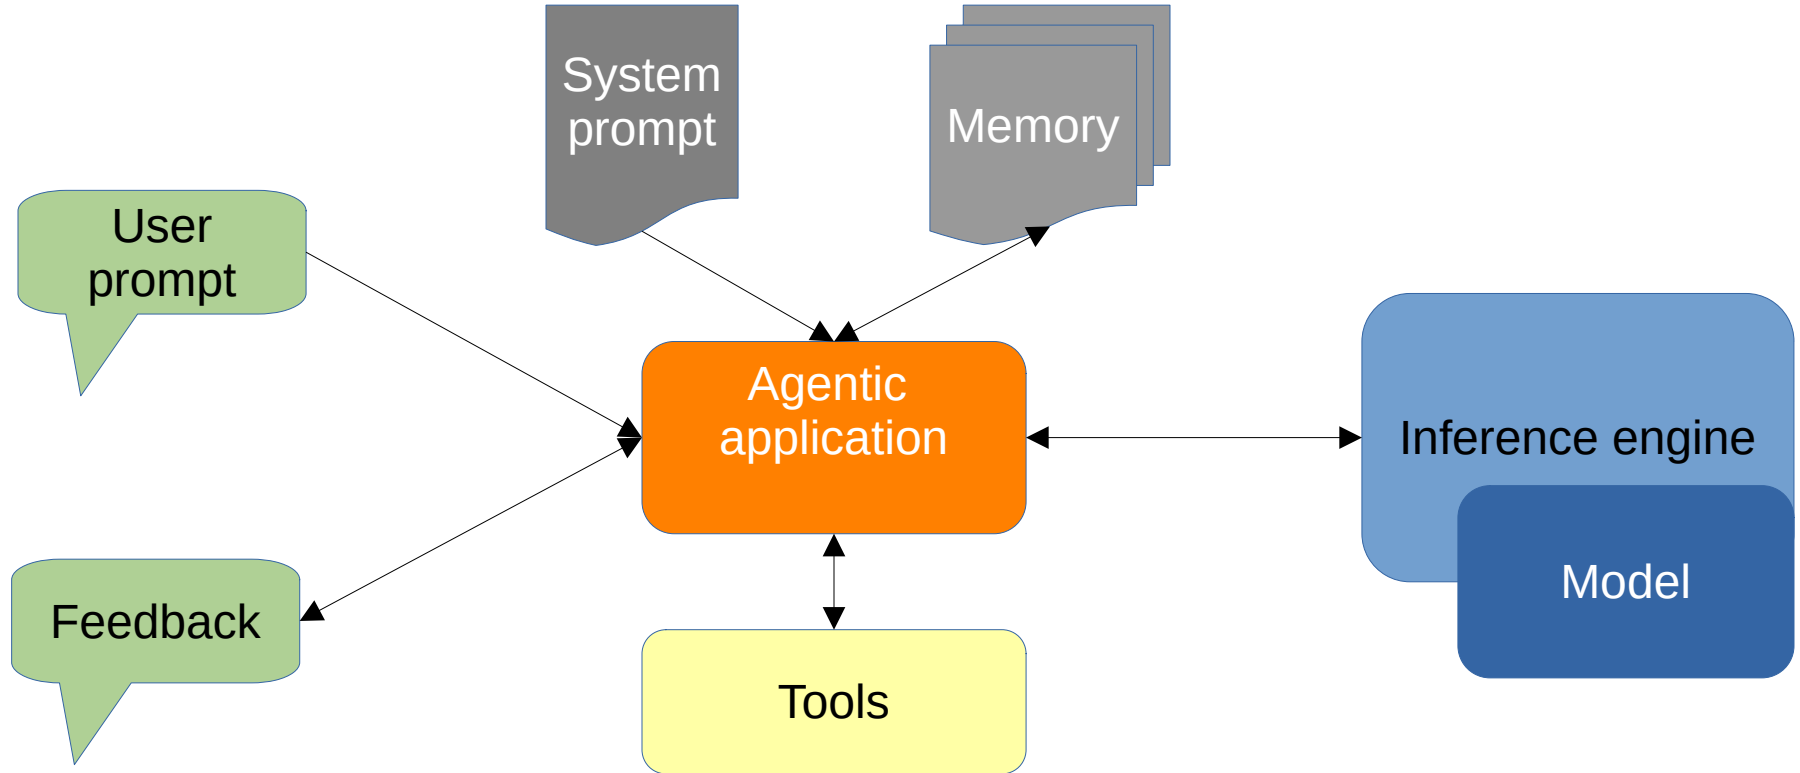 System
prompt
Memory
User
prompt
Agentic
application
Inference engine
Model
Feedback
Tools